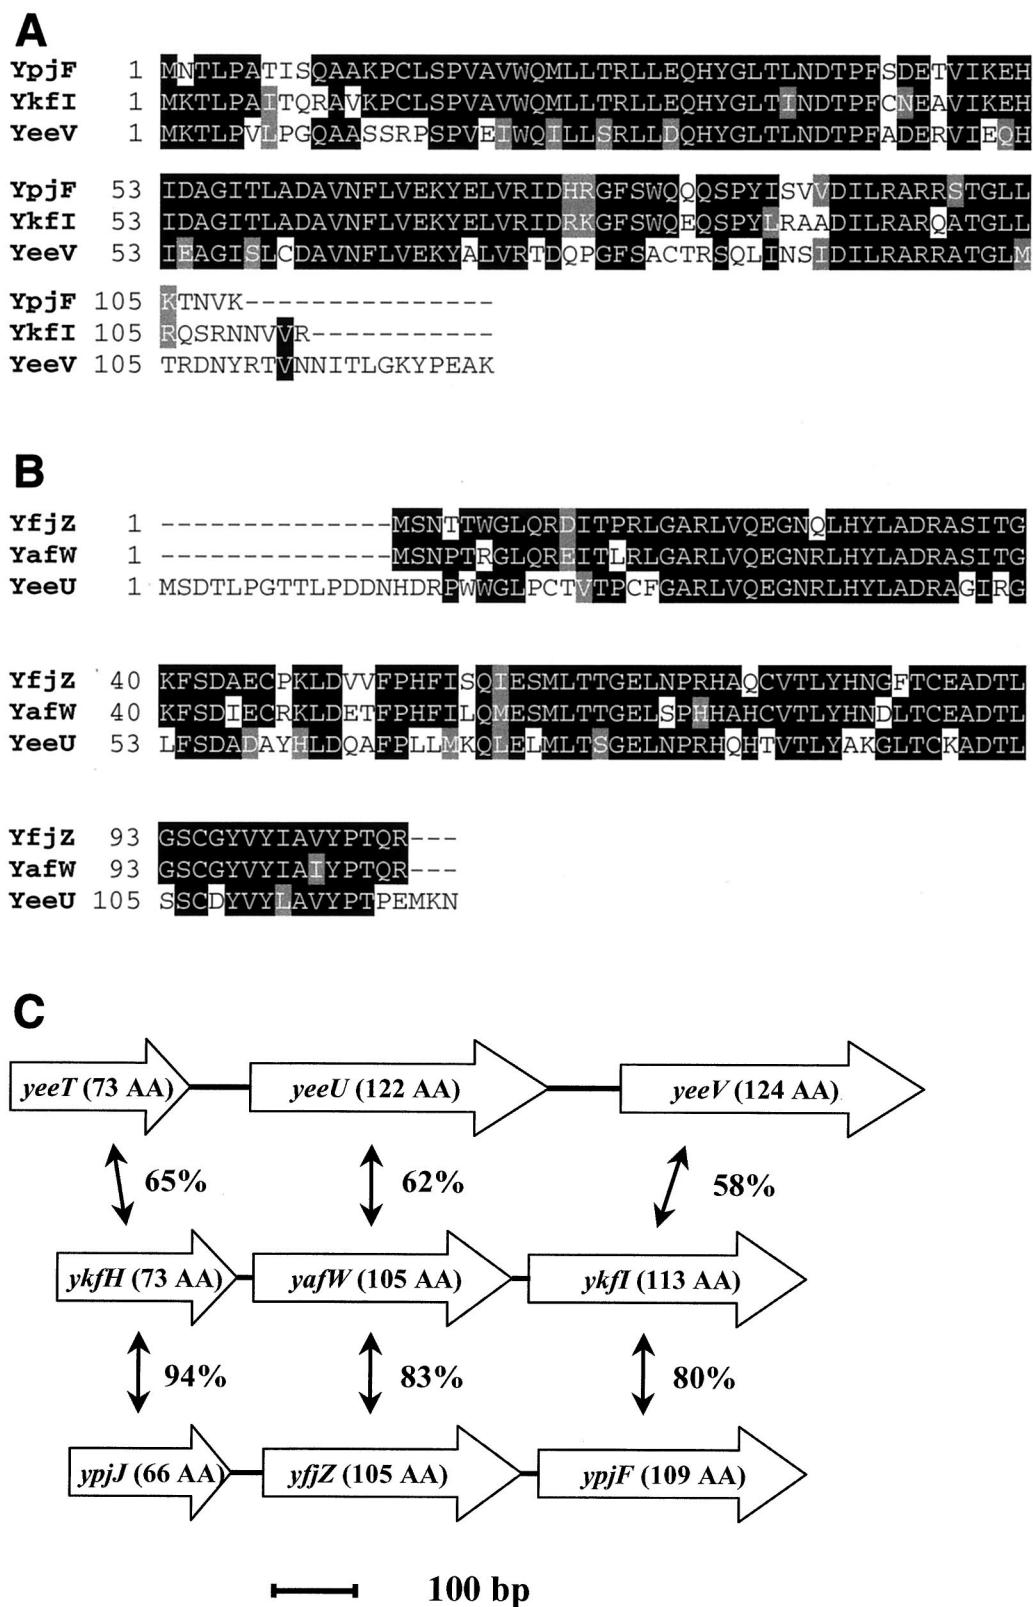 A
YpjF 1 MNTLPATISQAAKPCLSPVAVWQMLLTRLLEQHYGLTLNDTPFSDETVIKEH
YkfI 1 MKTLPAITQRAVKPCLSPVAVWQMLLTRLLEQHYGLTINDTPFCNEAVIKEH
YeeV 1 MKTLPVLPGQAASSRPSPVEIWQILLSRLLDQHYGLTLNDTPFADERVIEQH
YpjF 53 IDAGITLADAVNFLVEKYELVRIDHRGFSWQQQSPYISVVDILRARRSTGLL
YkfI 53 IDAGITLADAVNFLVEKYELVRIDRKGFSWQEQSPYLRAADILRARQATGLL
YeeV 53 IEAGISLCDAVNFLVEKYALVRTDQPGFSACTRSQLINSIDILRARRATGLM
YpjF 105 KTNVK---------------
YkfI 105 RQSRNNVVR-----------
YeeV 105 TRDNYRTVNNITLGKYPEAK
B
YfjZ 1 --------------MSNTTWGLQRDITPRLGARLVQEGNQLHYLADRASITG
YafW 1 --------------MSNPTRGLQREITLRLGARLVQEGNRLHYLADRASITG
YeeU 1 MSDTLPGTTLPDDNHDRPWWGLPCTVTPCFGARLVQEGNRLHYLADRAGIRG
YfjZ 40 KFSDAECPKLDVVFPHFISQIESMLTTGELNPRHAQCVTLYHNGFTCEADTL
YafW 40 KFSDIECRKLDETFPHFILQMESMLTTGELSPHHAHCVTLYHNDLTCEADTL
YeeU 53 LFSDADAYHLDQAFPLLMKQLELMLTSGELNPRHQHTVTLYAKGLTCKADTL
YfjZ 93 GSCGYVYIAVYPTQR---
YafW 93 GSCGYVYIAIYPTQR---
YeeU 105 SSCDYVYLAVYPTPEMKN
C
yeeT (73 AA) yeeU (122 AA) yeeV (124 AA)
65% 62% 58%
ykfH (73 AA) yafW (105 AA) ykfI (113 AA)
94% 83% 80%
ypjJ (66 AA) yfjZ (105 AA) ypjF (109 AA)
100 bp